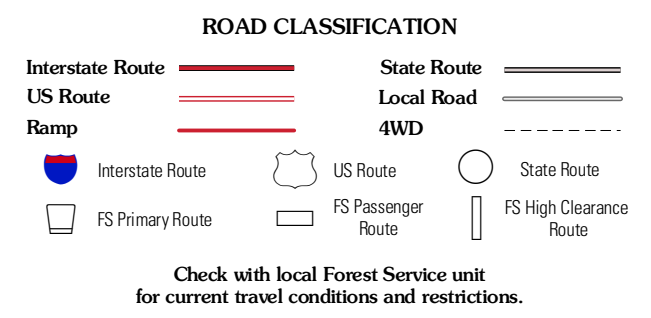 ROAD CLASSIFICATION
Interstate Route
State Route
US Route
Local Road
Ramp
4WD
Interstate Route
US Route
State Route
FS Primary Route
FS Passenger
Route
FS High Clearance
Route
Check with local Forest Service unit
for current travel conditions and restrictions.